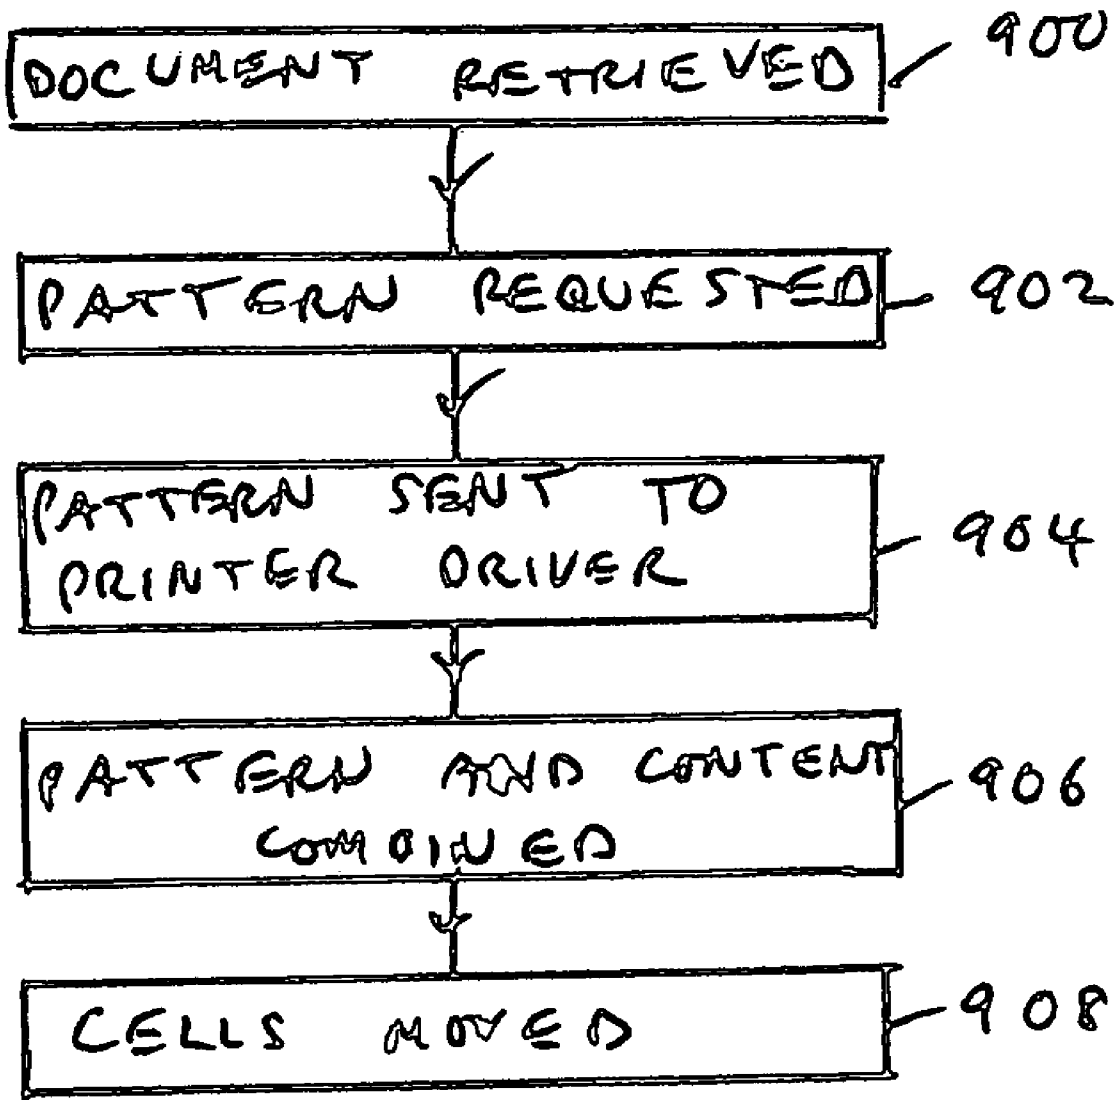 DOCUMENT RETRIEVED 900
PATTERN REQUESTED 902
PATTERN SENT TO
PRINTER DRIVER 904
PATTERN AND CONTENT
COMBINED 906
CELLS MOVED 908